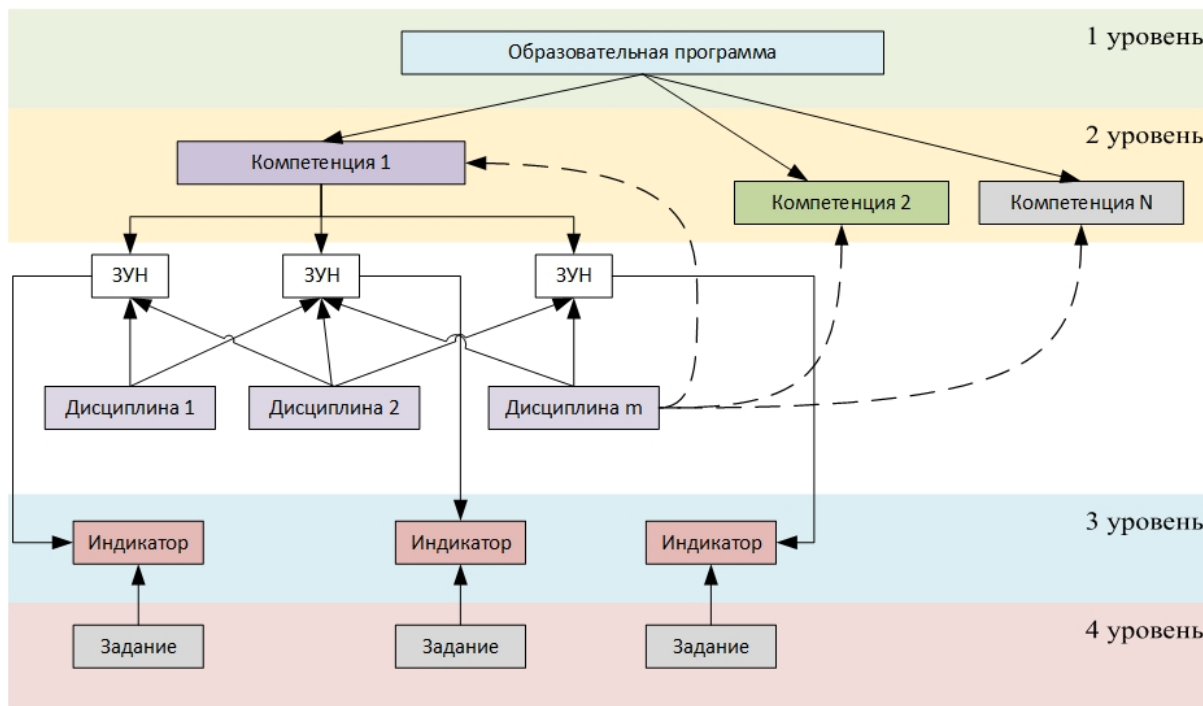 1 уровень
Образовательная программа
2 уровень
Компетенция 1
Компетенция 2
Компетенция N
ЗУН
ЗУН
ЗУН
Дисциплина 1
Дисциплина 2
Дисциплина m
3 уровень
Индикатор
Индикатор
Индикатор
4 уровень
Задание
Задание
Задание